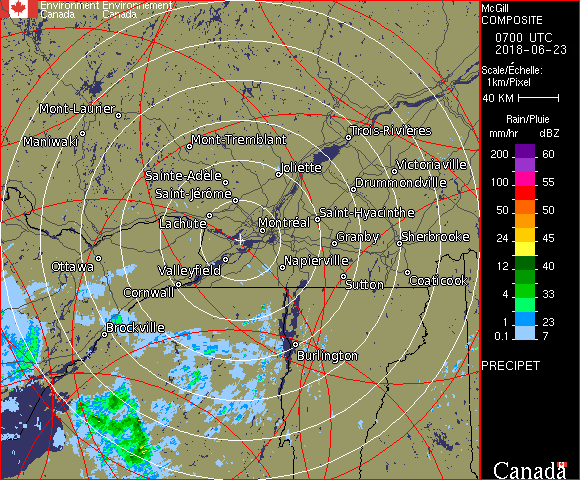 Environment Environnement
Canada Canada
McGill
COMPOSITE
0700 UTC
2018-06-23
Scale/Échelle:
1km/Pixel
40 KM
Rain/Pluie
mm/hr dBZ
200 60
100 55
50 50
24 45
12 40
4 33
1 23
0.1 7
PRECIPET
Canada
Mont-Laurier
Maniwaki
Mont-Tremblant
Trois-Rivières
Joliette
Victoriaville
Sainte-Adèle
Drummondville
Saint-Jérôme
Lachute
Saint-Hyacinthe
Montréal
Granby
Sherbrooke
Ottawa
Valleyfield
Napierville
Cornwall
Sutton
Coaticook
Brockville
Burlington